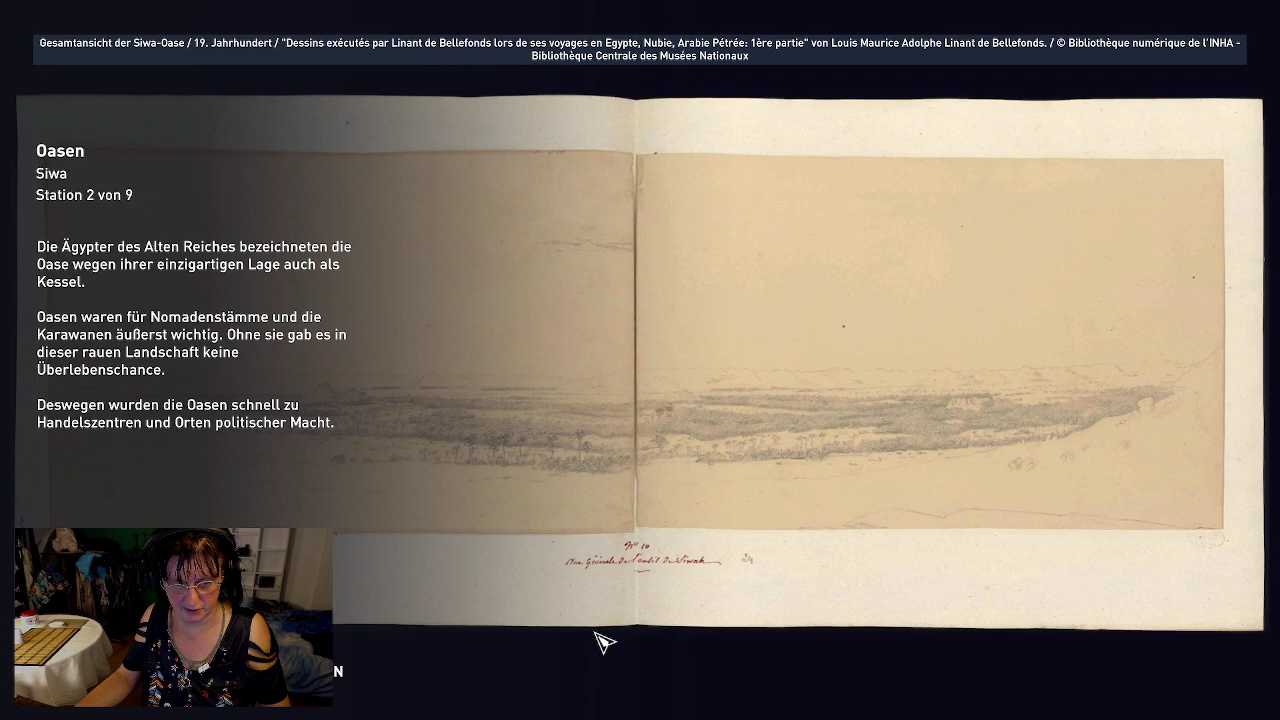 Gesamtansicht der Siwa-Oase / 19. Jahrhundert / "Dessins exécutés par Linant de Bellefonds lors de ses voyages en Egypte, Nubie, Arabie Pétrée: 1ère partie" von Louis Maurice Adolphe Linant de Bellefonds. / © Bibliothèque numérique de l'INHA -
Bibliothèque Centrale des Musées Nationaux
Oasen
Siwa
Station 2 von 9
Die Ägypter des Alten Reiches bezeichneten die
Oase wegen ihrer einzigartigen Lage auch als
Kessel.
Oasen waren für Nomadenstämme und die
Karawanen äußerst wichtig. Ohne sie gab es in
dieser rauen Landschaft keine
Überlebenschance.
Deswegen wurden die Oasen schnell zu
Handelszentren und Orten politischer Macht.
No 10
24
N